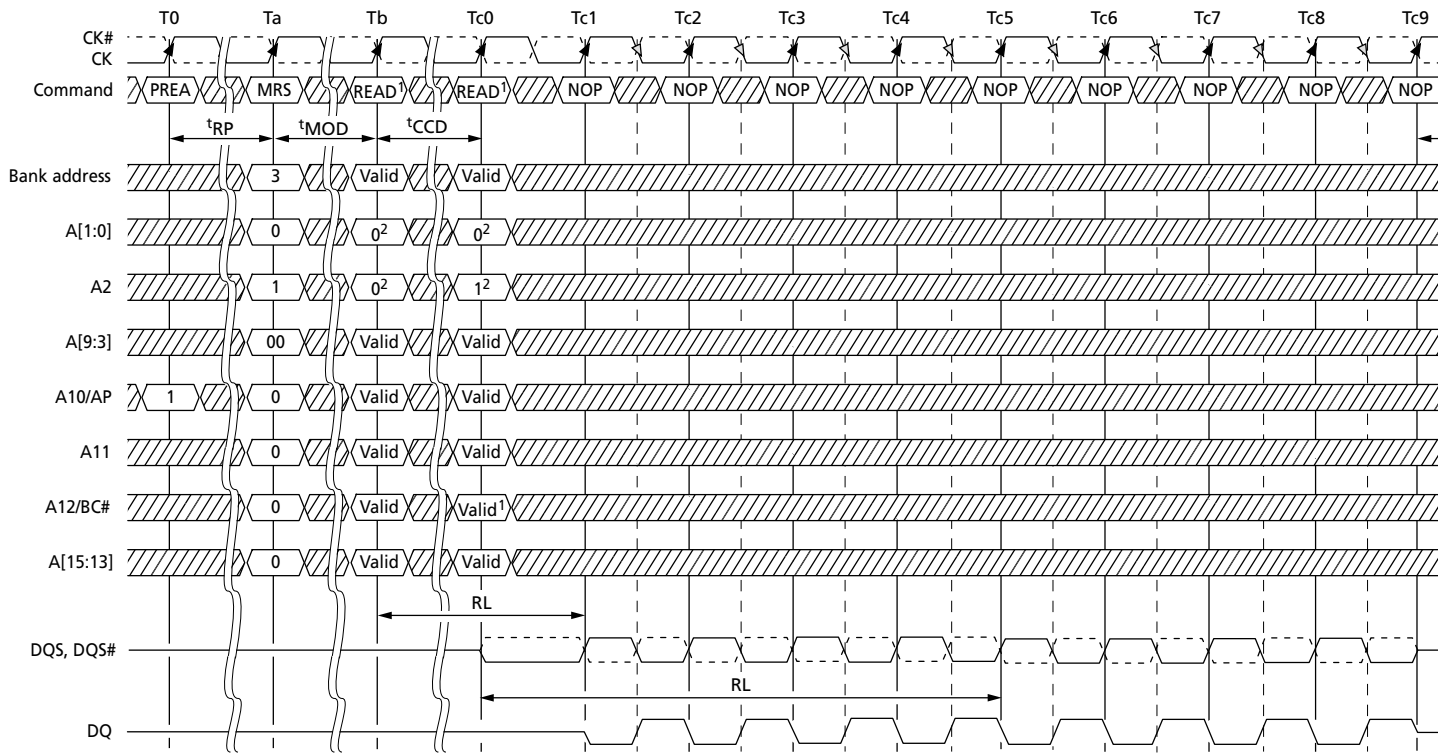 T0 Ta Tb Tc0 Tc1 Tc2 Tc3 Tc4 Tc5 Tc6 Tc7 Tc8 Tc9
CK#
CK
Command PREA MRS READ¹ READ¹ NOP NOP NOP NOP NOP NOP NOP NOP NOP
ᵗRP ᵗMOD ᵗCCD
Bank address 3 Valid Valid
A[1:0] 0 0² 0²
A2 1 0² 1²
A[9:3] 00 Valid Valid
A10/AP 1 0 Valid Valid
A11 0 Valid Valid
A12/BC# 0 Valid Valid¹
A[15:13] 0 Valid Valid
RL
DQS, DQS#
RL
DQ